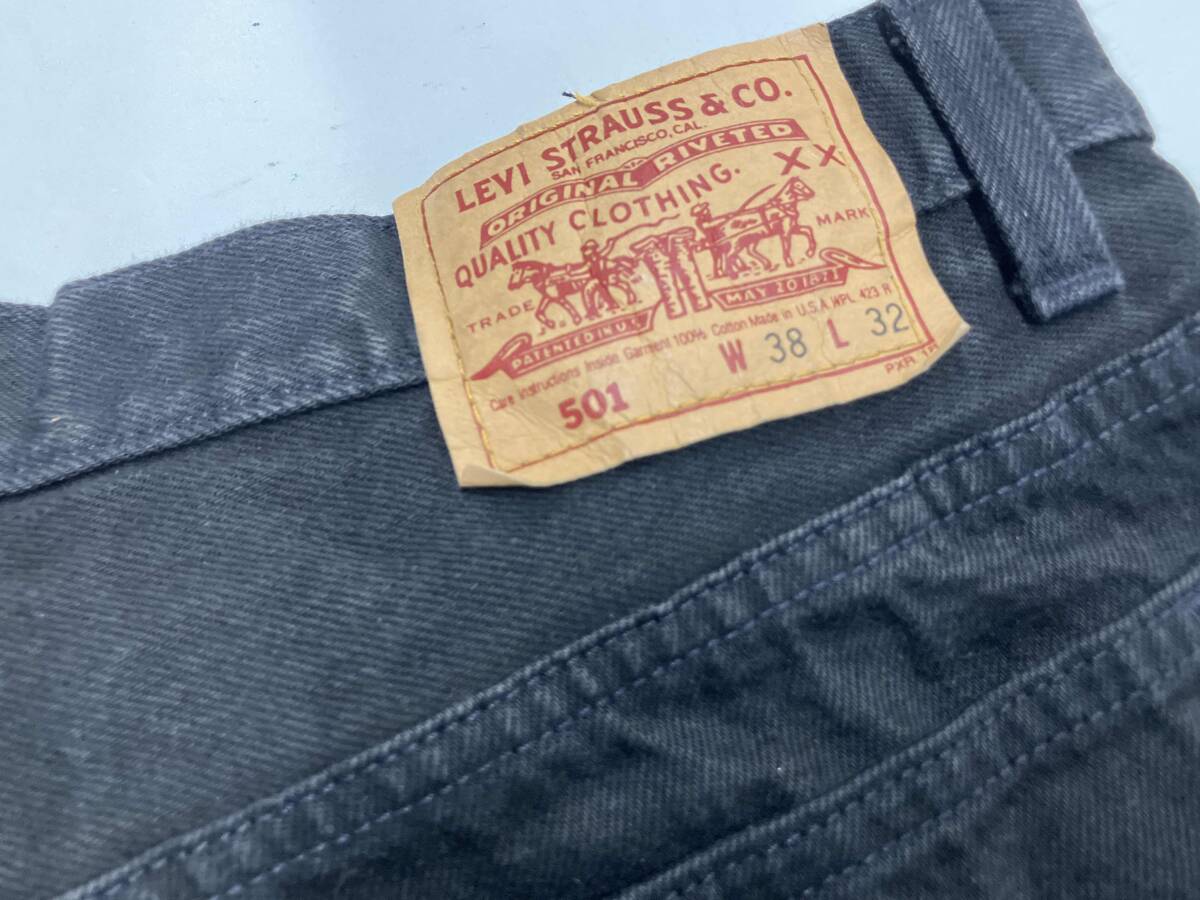 LEVI STRAUSS & CO.
SAN FRANCISCO, CAL.
ORIGINAL RIVETED
QUALITY CLOTHING. XX
TRADE MARK
PATENTED IN U.S. MAY 20 1873
Care Instructions Inside Garment 100% Cotton Made in U.S.A. WPL 423 R
501 W 38 L 32